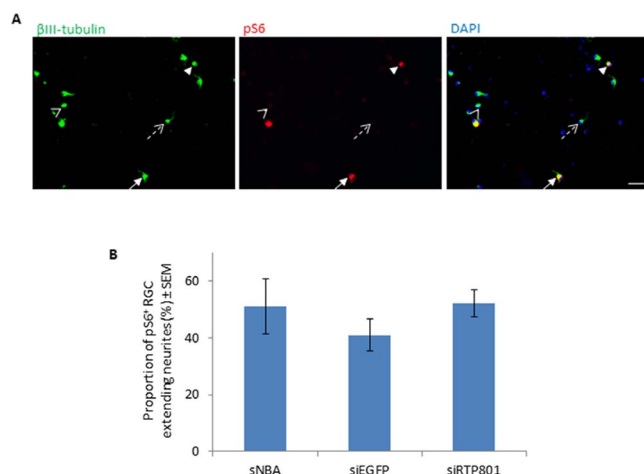 A
βIII-tubulin
pS6
DAPI
B
Proportion of pS6⁺ RGC
extending neurites (%) ± SEM
60
40
20
0
sNBA
siEGFP
siRTP801